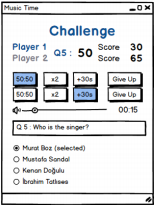 Music Time
Challenge
Player 1 Q5 : 50 Score 30
Player 2 Score 65
50:50 x2 +30s Give Up
50:50 x2 +30s Give Up
00:15
Q 5 : Who is the singer?
Murat Boz (selected)
Mustafa Sandal
Kenan Doğulu
İbrahim Tatlıses